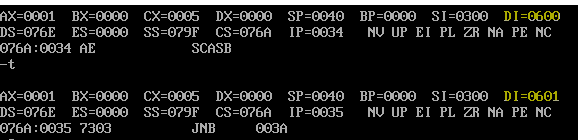 AX=0001 BX=0000 CX=0005 DX=0000 SP=0040 BP=0000 SI=0300 DI=0600
DS=076E ES=0000 SS=079F CS=076A IP=0034 NV UP EI PL ZR NA PE NC
076A:0034 AE SCASB
-t
AX=0001 BX=0000 CX=0005 DX=0000 SP=0040 BP=0000 SI=0300 DI=0601
DS=076E ES=0000 SS=079F CS=076A IP=0035 NV UP EI PL ZR NA PE NC
076A:0035 7303 JNB 003A